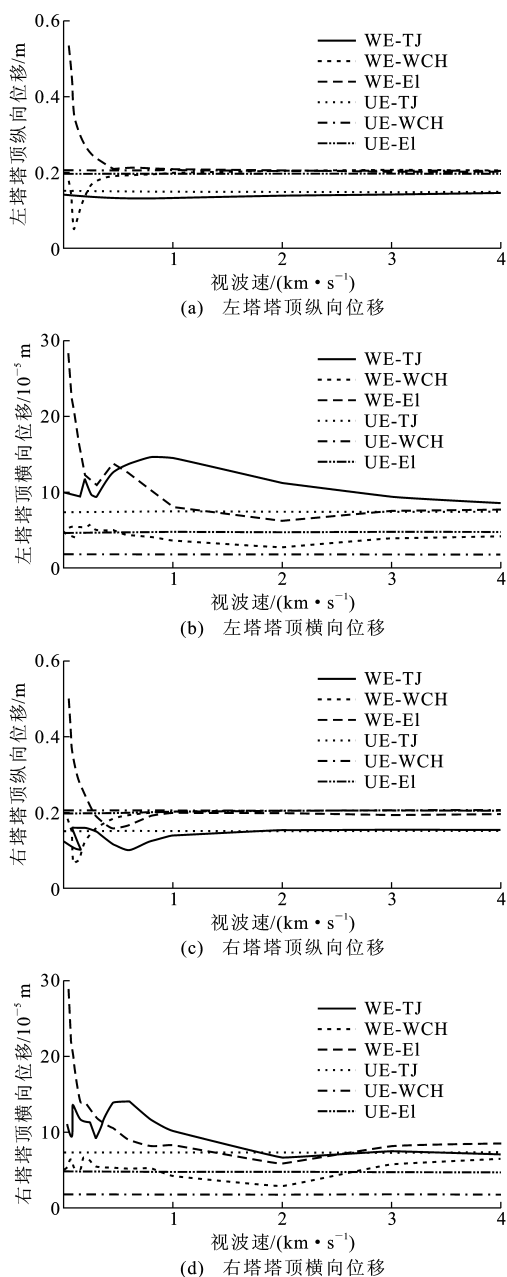 0.6
WE-TJ
WE-WCH
0.4
WE-El
UE-TJ
UE-WCH
0.2
UE-El
0
1
2
3
4
左塔塔顶纵向位移/m
视波速/(km·s⁻¹)
(a) 左塔塔顶纵向位移
30
WE-TJ
WE-WCH
20
WE-El
UE-TJ
UE-WCH
10
UE-El
0
1
2
3
4
左塔塔顶横向位移/10⁻⁵ m
视波速/(km·s⁻¹)
(b) 左塔塔顶横向位移
0.6
WE-TJ
WE-WCH
0.4
WE-El
UE-TJ
UE-WCH
0.2
UE-El
0
1
2
3
4
右塔塔顶纵向位移/m
视波速/(km·s⁻¹)
(c) 右塔塔顶纵向位移
30
WE-TJ
WE-WCH
20
WE-El
UE-TJ
UE-WCH
10
UE-El
0
1
2
3
4
右塔塔顶横向位移/10⁻⁵ m
视波速/(km·s⁻¹)
(d) 右塔塔顶横向位移